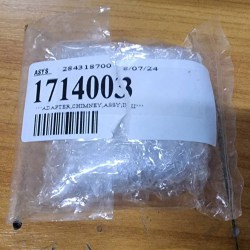 ASYS 284318700 8/07/24
1714003
ADAPTER,CHIMNEY,ASSY,